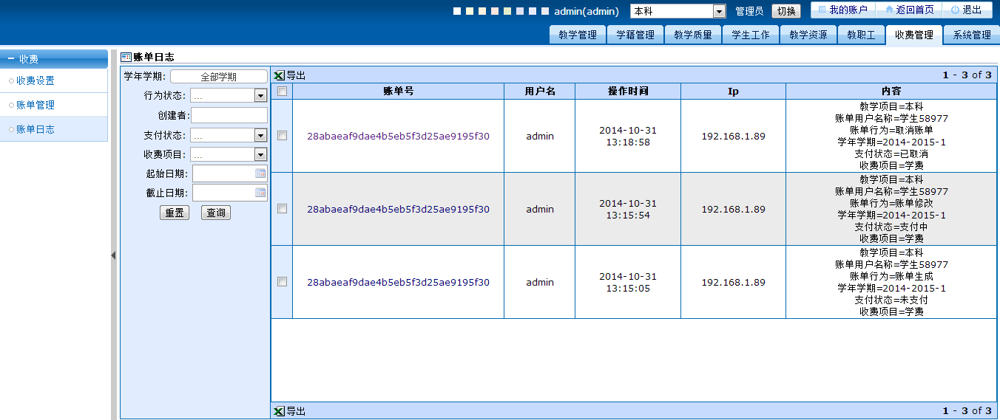 admin(admin) 本科 管理员 切换 我的账户 返回首页 退出
教学管理 学籍管理 教学质量 学生工作 教学资源 教职工 收费管理 系统管理
收费
收费设置
账单管理
账单日志
账单日志
学年学期: 全部学期
行为状态: ...
创建者:
支付状态: ...
收费项目: ...
起始日期:
截止日期:
重置 查询
导出 1 - 3 of 3
账单号 用户名 操作时间 Ip 内容
28abaeaf9dae4b5eb5f3d25ae9195f30 admin 2014-10-31 13:18:58 192.168.1.89
教学项目=本科
账单用户名称=学生58977
账单行为=取消账单
学年学期=2014-2015-1
支付状态=已取消
收费项目=学费
28abaeaf9dae4b5eb5f3d25ae9195f30 admin 2014-10-31 13:15:54 192.168.1.89
教学项目=本科
账单用户名称=学生58977
账单行为=账单修改
学年学期=2014-2015-1
支付状态=支付中
收费项目=学费
28abaeaf9dae4b5eb5f3d25ae9195f30 admin 2014-10-31 13:15:05 192.168.1.89
教学项目=本科
账单用户名称=学生58977
账单行为=账单生成
学年学期=2014-2015-1
支付状态=未支付
收费项目=学费
导出 1 - 3 of 3